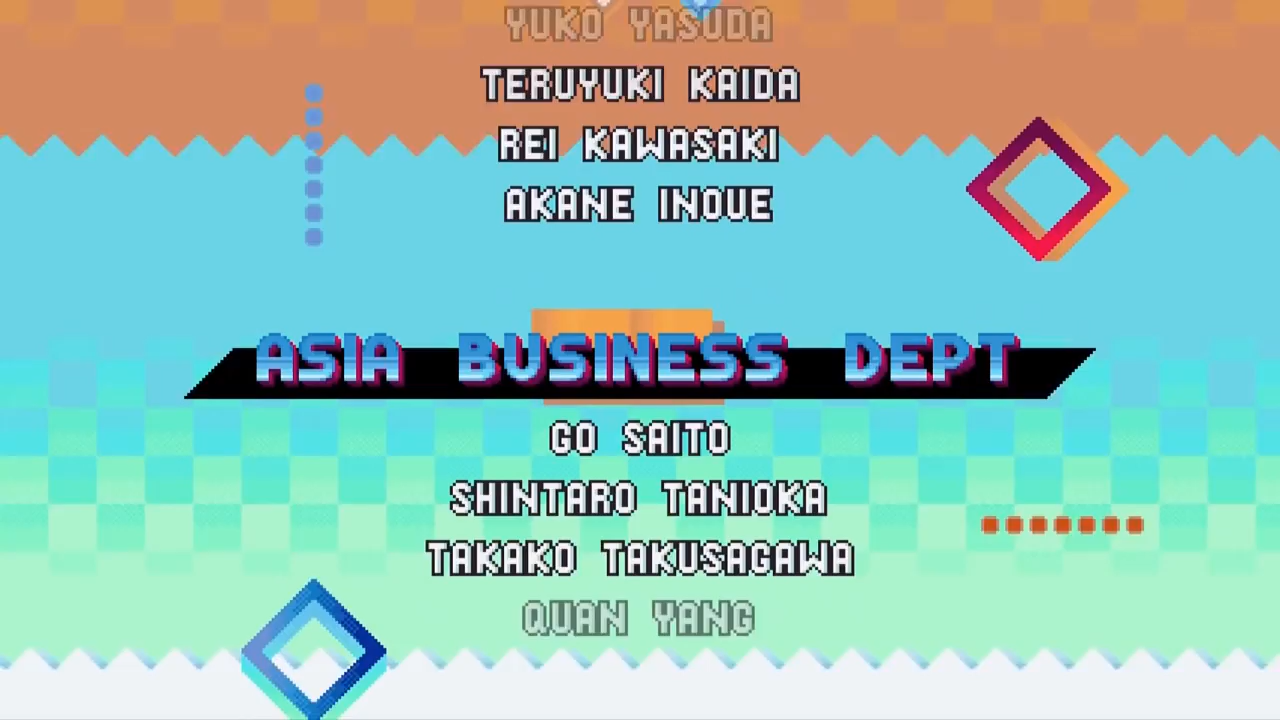 YUKO YASUDA
TERUYUKI KAIDA
REI KAWASAKI
AKANE INOUE
ASIA BUSINESS DEPT
GO SAITO
SHINTARO TANIOKA
TAKAKO TAKUSAGAWA
QUAN YANG